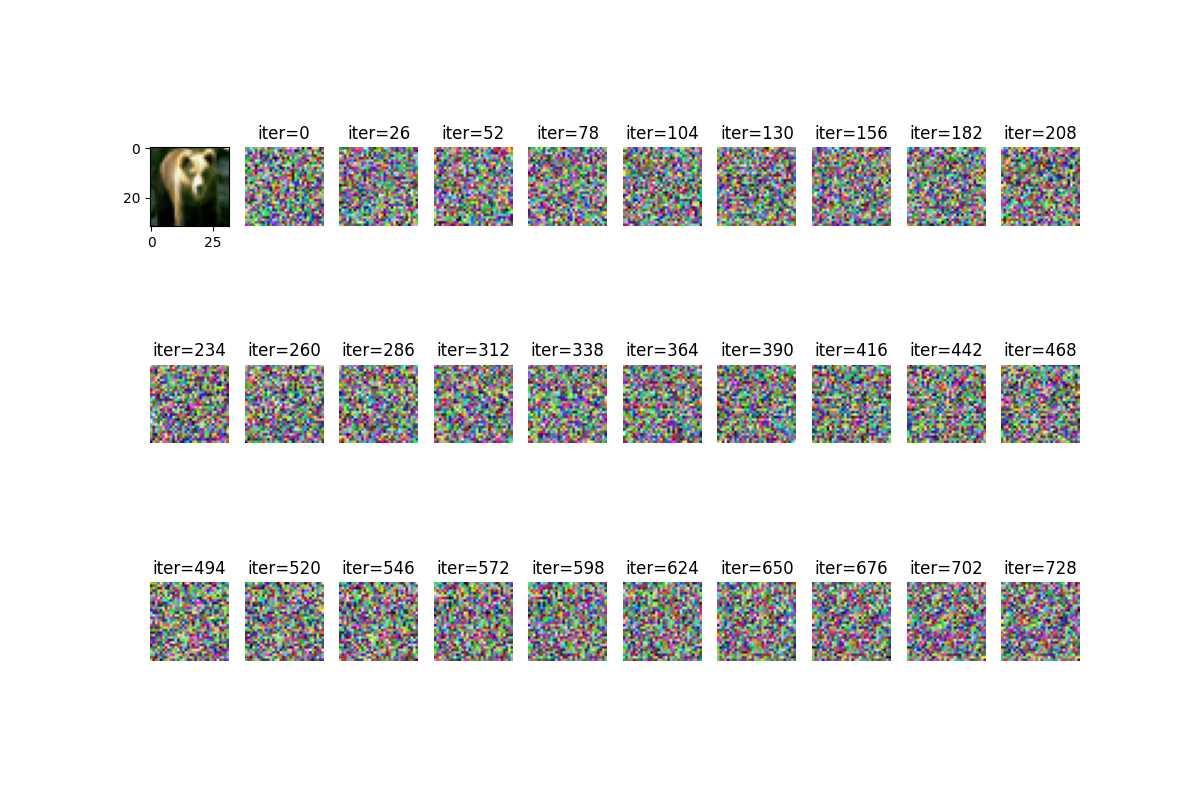 iter=0 iter=26 iter=52 iter=78 iter=104 iter=130 iter=156 iter=182 iter=208
0
20
0 25
iter=234 iter=260 iter=286 iter=312 iter=338 iter=364 iter=390 iter=416 iter=442 iter=468
iter=494 iter=520 iter=546 iter=572 iter=598 iter=624 iter=650 iter=676 iter=702 iter=728